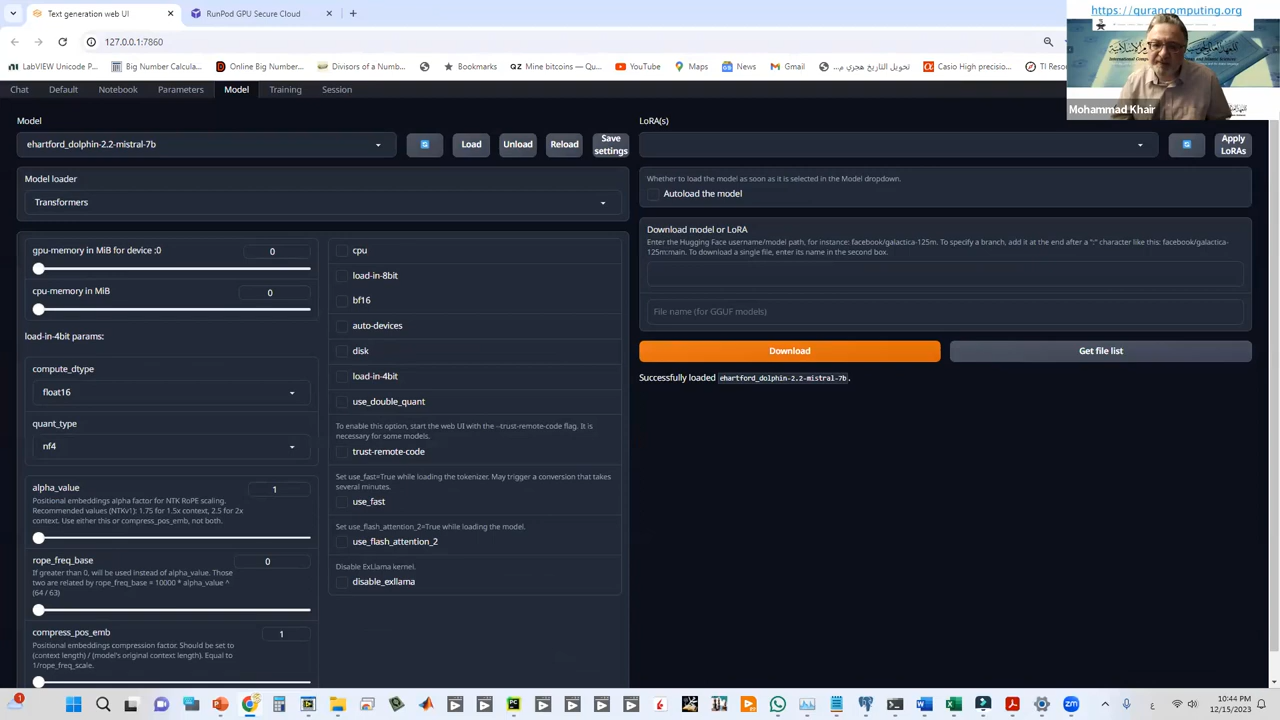 Text generation web UI
RunPod GPU Secure Cloud
127.0.0.1:7860
LabVIEW Unicode P...
Big Number Calcula...
Online Big Number...
Divisors of a Numb...
Bookmarks
Mine bitcoins — Qu...
YouTube
Maps
News
Gmail
TI Reso
https://qurancomputing.org
Mohammad Khair
Chat
Default
Notebook
Parameters
Model
Training
Session
Model
ehartford_dolphin-2.2-mistral-7b
Load
Unload
Reload
Save
settings
Model loader
Transformers
gpu-memory in MiB for device :0
0
cpu-memory in MiB
0
load-in-4bit params:
compute_dtype
float16
quant_type
nf4
alpha_value
1
Positional embeddings alpha factor for NTK RoPE scaling.
Recommended values (NTKv1): 1.75 for 1.5x context, 2.5 for 2x
context. Use either this or compress_pos_emb, not both.
rope_freq_base
0
If greater than 0, will be used instead of alpha_value. Those
two are related by rope_freq_base = 10000 * alpha_value ^
(64 / 63)
compress_pos_emb
1
Positional embeddings compression factor. Should be set to
(context length) / (model's original context length). Equal to
1/rope_freq_scale.
cpu
load-in-8bit
bf16
auto-devices
disk
load-in-4bit
use_double_quant
To enable this option, start the web UI with the --trust-remote-code flag. It is
necessary for some models.
trust-remote-code
Set use_fast=True while loading the tokenizer. May trigger a conversion that takes
several minutes.
use_fast
Set use_flash_attention_2=True while loading the model.
use_flash_attention_2
Disable ExLlama kernel.
disable_exllama
LoRA(s)
Apply
LoRAs
Whether to load the model as soon as it is selected in the Model dropdown.
Autoload the model
Download model or LoRA
Enter the Hugging Face username/model path, for instance: facebook/galactica-125m. To specify a branch, add it at the end after a ":" character like this: facebook/galactica-
125m:main. To download a single file, enter its name in the second box.
File name (for GGUF models)
Download
Get file list
Successfully loaded ehartford_dolphin-2.2-mistral-7b.
1
10:44 PM
12/15/2023